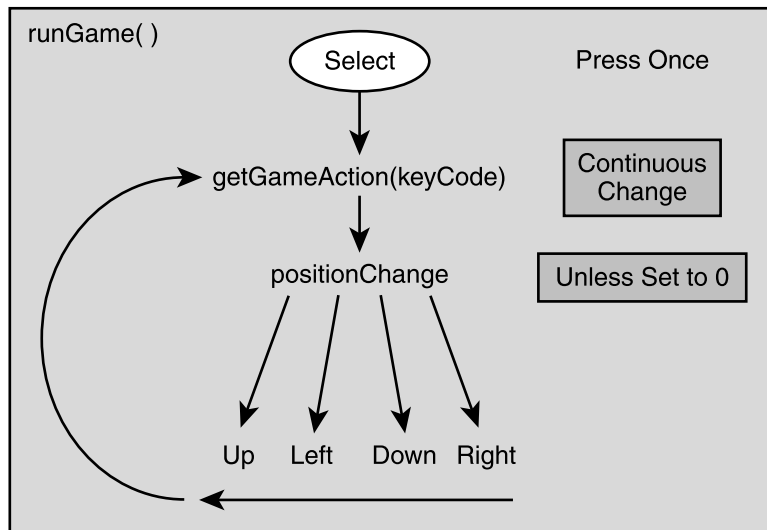 runGame( )
Select
Press Once
getGameAction(keyCode)
Continuous
Change
positionChange
Unless Set to 0
Up
Left
Down
Right